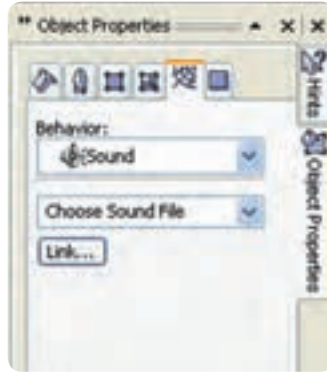 Object Properties
Behavior:
Sound
Choose Sound File
Link...
Hints
Object Properties